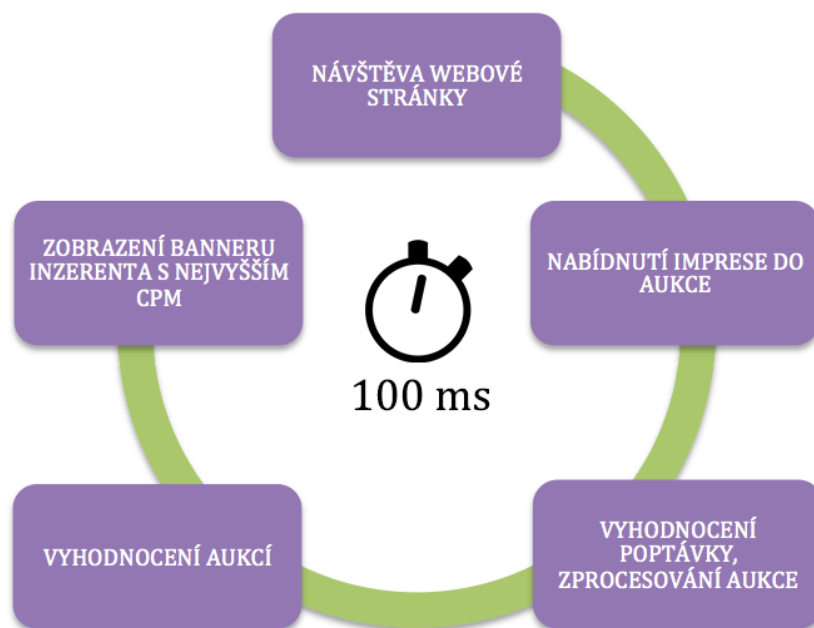 NÁVŠTĚVA WEBOVÉ
STRÁNKY
NABÍDNUTÍ IMPRESE DO
AUKCE
VYHODNOCENÍ
POPTÁVKY,
ZPROCESOVÁNÍ AUKCE
VYHODNOCENÍ AUKCÍ
ZOBRAZENÍ BANNERU
INZERENTA S NEJVYŠŠÍM
CPM
100 ms